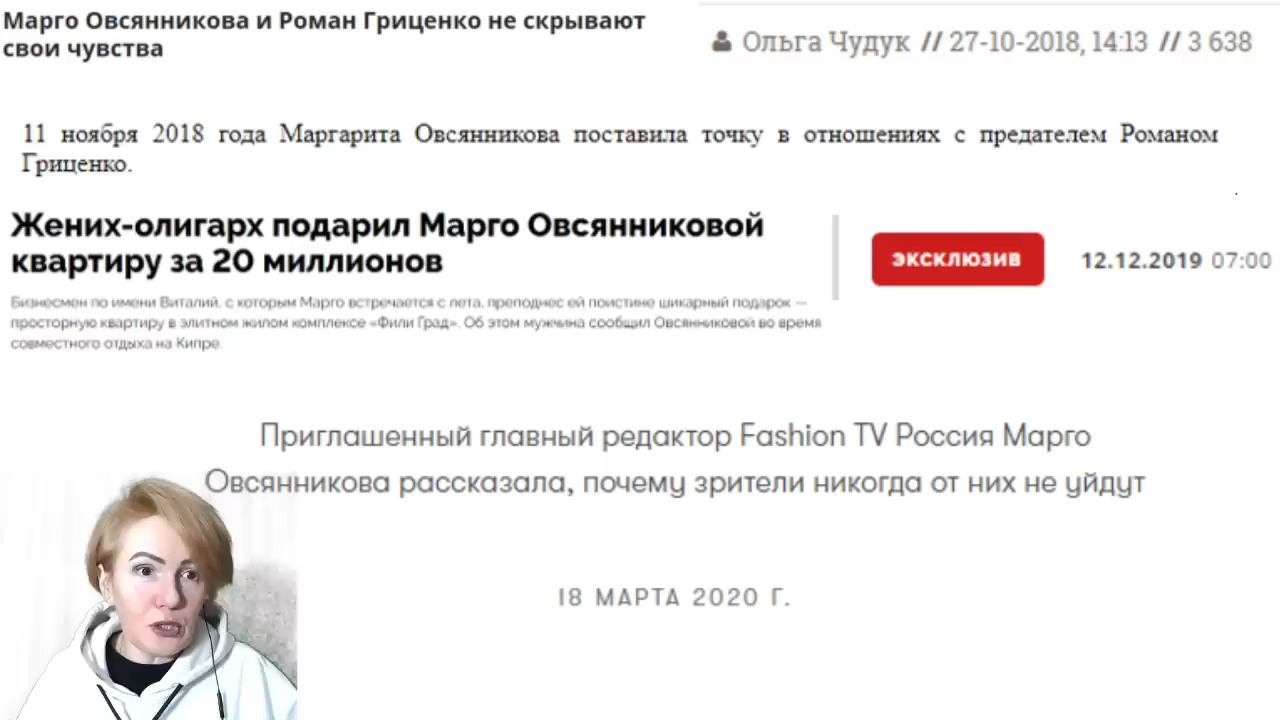 Марго Овсянникова и Роман Гриценко не скрывают
свои чувства
Ольга Чудук // 27-10-2018, 14:13 // 3 638
11 ноября 2018 года Маргарита Овсянникова поставила точку в отношениях с предателем Романом
Гриценко.
Жених-олигарх подарил Марго Овсянниковой
квартиру за 20 миллионов
ЭКСКЛЮЗИВ
12.12.2019 07:00
Бизнесмен по имени Виталий, с которым Марго встречается с лета, преподнес ей поистине шикарный подарок —
просторную квартиру в элитном жилом комплексе «Фили Град». Об этом мужчина сообщил Овсянниковой во время
совместного отдыха на Кипре.
Приглашенный главный редактор Fashion TV Россия Марго
Овсянникова рассказала, почему зрители никогда от них не уйдут
18 МАРТА 2020 Г.